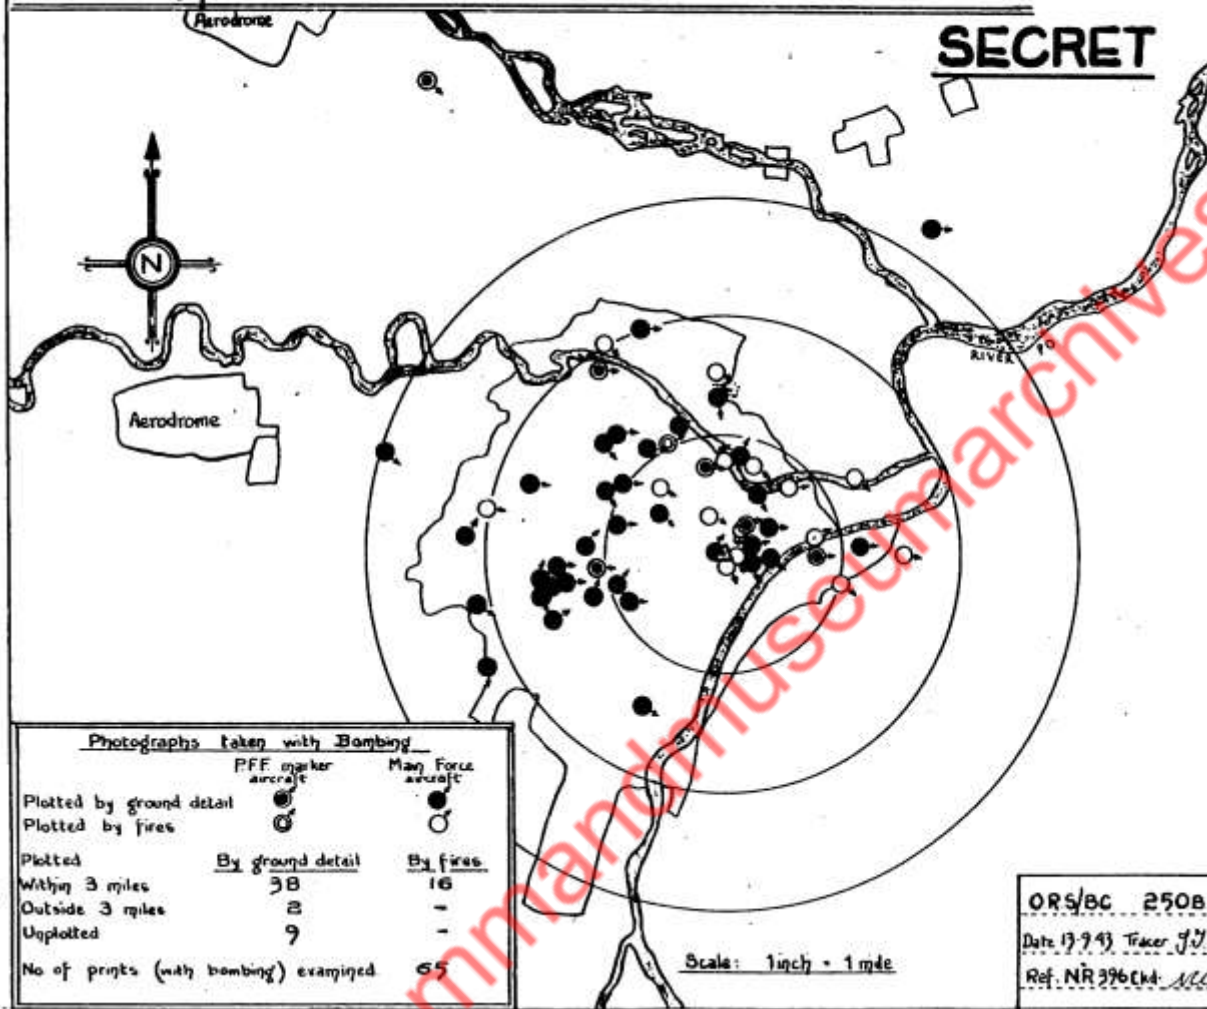 Aerodrome
SECRET
N
Aerodrome
RIVER PO
Photographs taken with Bombing
P.F.F. marker aircraft Main Force aircraft
Plotted by ground detail
Plotted by fires
Plotted By ground detail By fires
Within 3 miles 38 16
Outside 3 miles 2 -
Unplotted 9 -
No of prints (with bombing) examined 65
Scale: 1 inch = 1 mile
ORS/BC 250B
Date 13.9.43 Tracer J.J.
Ref. NR 396 Ckd.
mmandmuseumarchives